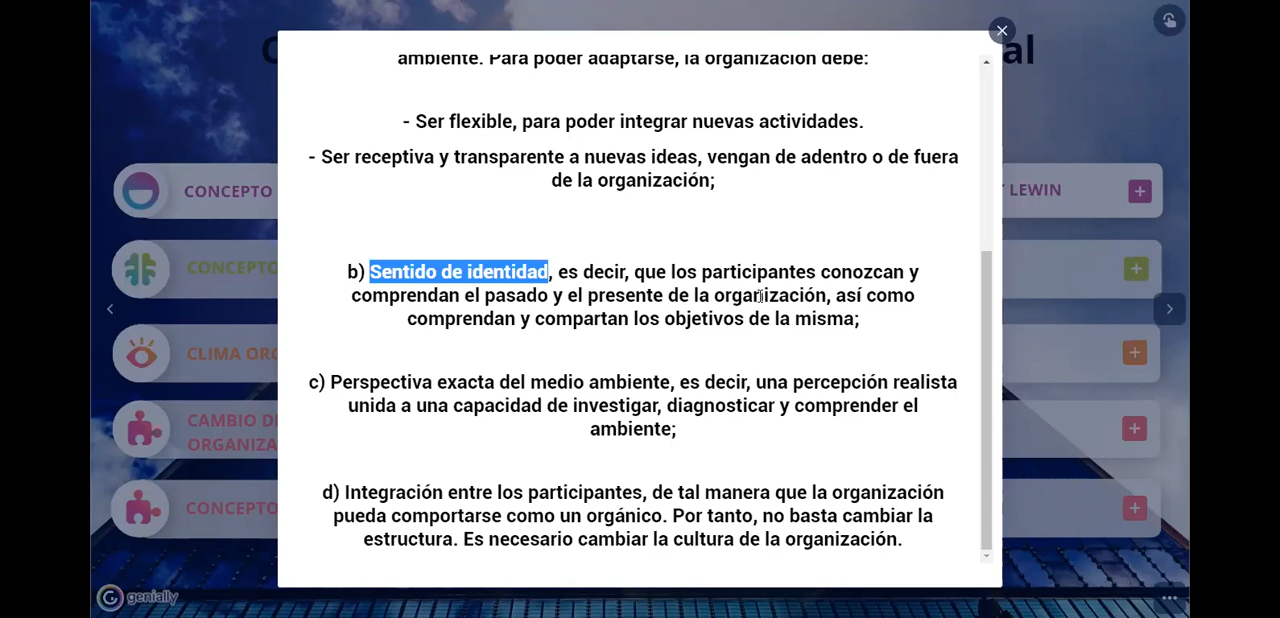 C
al
ambiente. Para poder adaptarse, la organización debe:
- Ser flexible, para poder integrar nuevas actividades.
- Ser receptiva y transparente a nuevas ideas, vengan de adentro o de fuera
de la organización;
b) Sentido de identidad, es decir, que los participantes conozcan y
comprendan el pasado y el presente de la organización, así como
comprendan y compartan los objetivos de la misma;
c) Perspectiva exacta del medio ambiente, es decir, una percepción realista
unida a una capacidad de investigar, diagnosticar y comprender el
ambiente;
d) Integración entre los participantes, de tal manera que la organización
pueda comportarse como un orgánico. Por tanto, no basta cambiar la
estructura. Es necesario cambiar la cultura de la organización.
CONCEPTO
CONCEPTO
CLIMA ORG
CAMBIO DE
ORGANIZA
CONCEPTO
Y LEWIN
genially